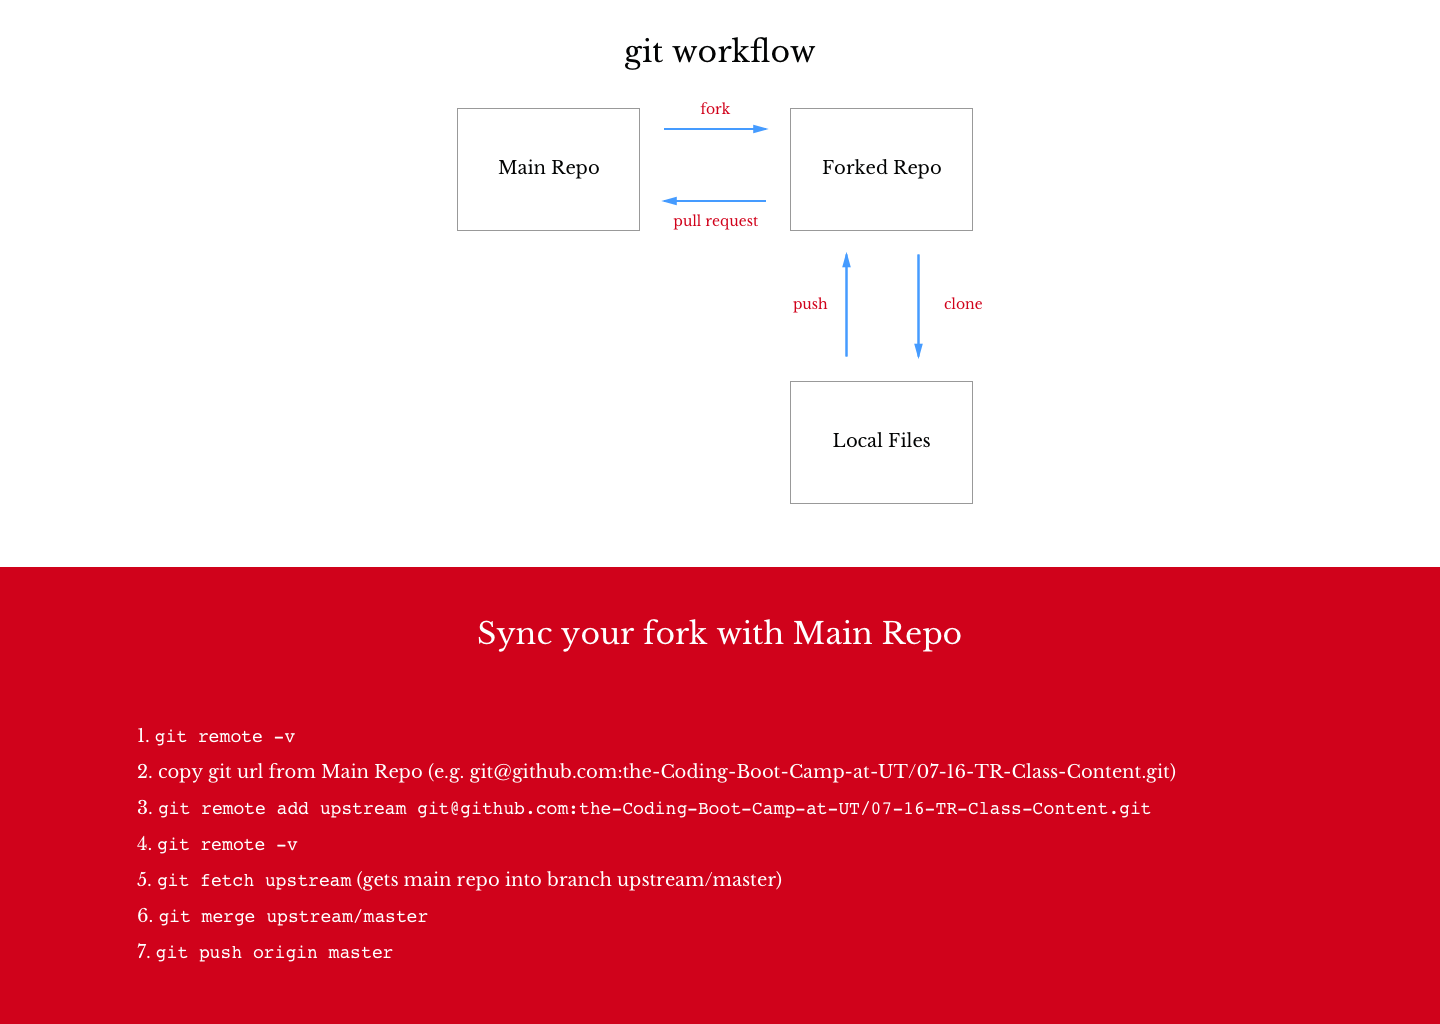 git workflow
fork
Main Repo
Forked Repo
pull request
push
clone
Local Files
Sync your fork with Main Repo
1. git remote -v
2. copy git url from Main Repo (e.g. git@github.com:the-Coding-Boot-Camp-at-UT/07-16-TR-Class-Content.git)
3. git remote add upstream git@github.com:the-Coding-Boot-Camp-at-UT/07-16-TR-Class-Content.git
4. git remote -v
5. git fetch upstream (gets main repo into branch upstream/master)
6. git merge upstream/master
7. git push origin master